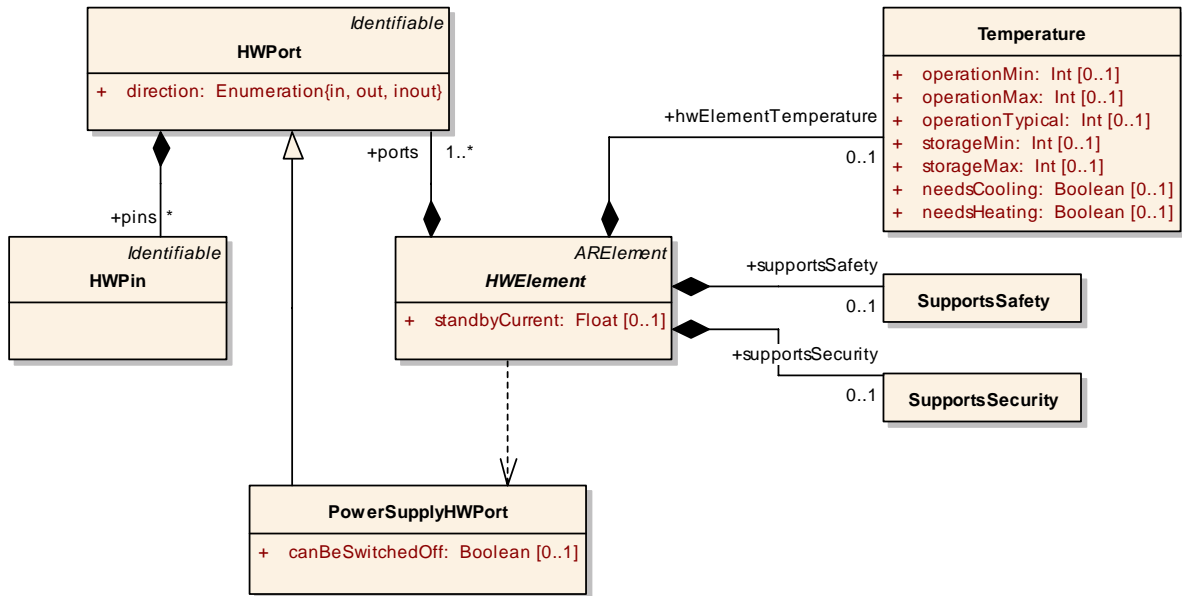 Identifiable
HWPort
+ direction: Enumeration{in, out, inout}
Temperature
+ operationMin: Int [0..1]
+ operationMax: Int [0..1]
+ operationTypical: Int [0..1]
+ storageMin: Int [0..1]
+ storageMax: Int [0..1]
+ needsCooling: Boolean [0..1]
+ needsHeating: Boolean [0..1]
+hwElementTemperature
0..1
+ports 1..*
+pins *
Identifiable
HWPin
ARElement
HWElement
+ standbyCurrent: Float [0..1]
+supportsSafety
0..1
SupportsSafety
+supportsSecurity
0..1
SupportsSecurity
PowerSupplyHWPort
+ canBeSwitchedOff: Boolean [0..1]